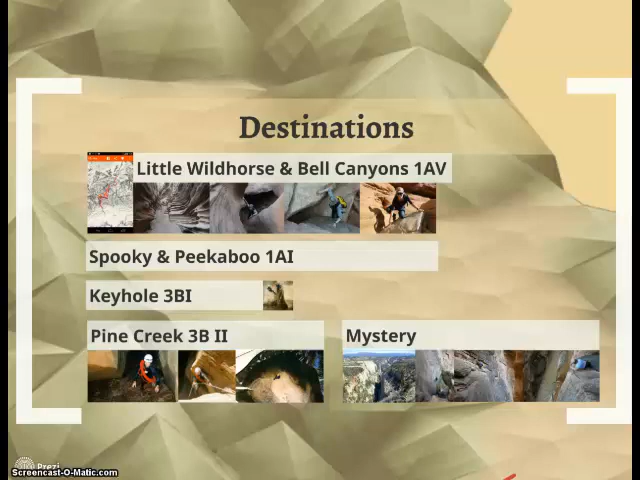 Destinations
Little Wildhorse & Bell Canyons 1AV
Spooky & Peekaboo 1AI
Keyhole 3BI
Pine Creek 3B II
Mystery
Prezi
Screencast-O-Matic.com